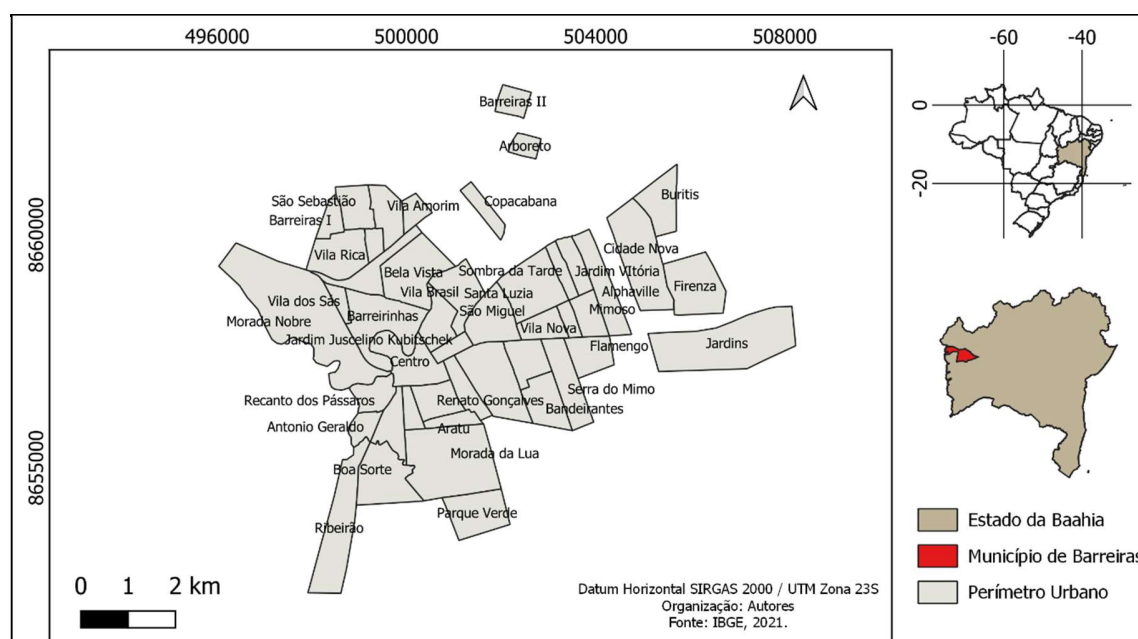 496000 500000 504000 508000
-60 -40
0
-20
8660000
8655000
Barreiras II
Arboreto
São Sebastião
Vila Amorim
Copacabana
Buritis
Barreiras I
Cidade Nova
Vila Rica
Bela Vista
Sombra da Tarde
Jardim VItória
Vila Brasil
Santa Luzia
Alphaville
Firenza
Vila dos Sás
São Miguel
Mimoso
Morada Nobre
Barreirinhas
Vila Nova
Jardim Juscelino Kubitschek
Flamengo
Jardins
Centro
Serra do Mimo
Recanto dos Pássaros
Renato Gonçalves
Bandeirantes
Antonio Geraldo
Aratu
Morada da Lua
Boa Sorte
Parque Verde
Ribeirão
0 1 2 km
Datum Horizontal SIRGAS 2000 / UTM Zona 23S
Organização: Autores
Fonte: IBGE, 2021.
Estado da Baahia
Município de Barreiras
Perímetro Urbano